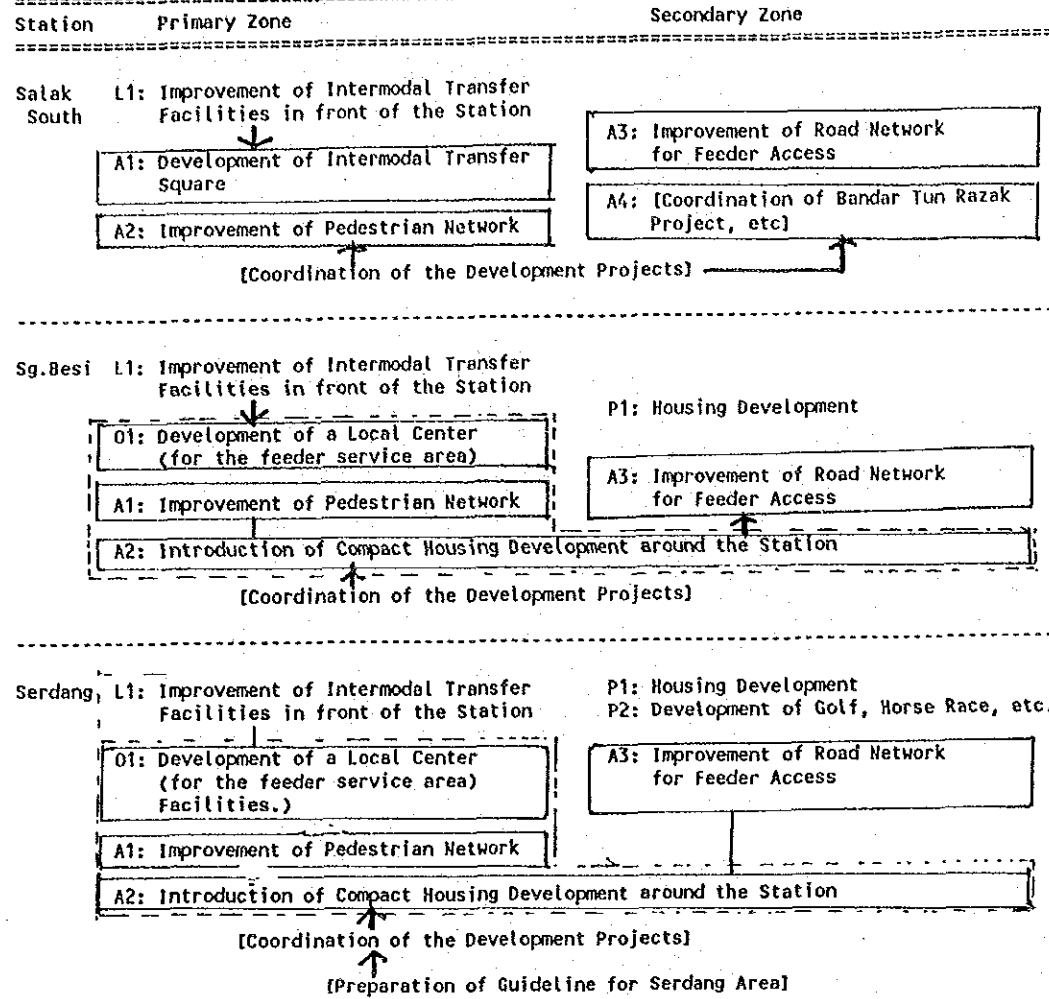 Station Primary Zone Secondary Zone
Salak South L1: Improvement of Intermodal Transfer
Facilities in front of the Station
A1: Development of Intermodal Transfer
Square
A2: Improvement of Pedestrian Network
A3: Improvement of Road Network
for Feeder Access
A4: [Coordination of Bandar Tun Razak
Project, etc]
[Coordination of the Development Projects]
Sg.Besi L1: Improvement of Intermodal Transfer
Facilities in front of the Station
O1: Development of a Local Center
(for the feeder service area)
A1: Improvement of Pedestrian Network
P1: Housing Development
A3: Improvement of Road Network
for Feeder Access
A2: Introduction of Compact Housing Development around the Station
[Coordination of the Development Projects]
Serdang L1: Improvement of Intermodal Transfer
Facilities in front of the Station
O1: Development of a Local Center
(for the feeder service area)
Facilities.)
A1: Improvement of Pedestrian Network
P1: Housing Development
P2: Development of Golf, Horse Race, etc.
A3: Improvement of Road Network
for Feeder Access
A2: Introduction of Compact Housing Development around the Station
[Coordination of the Development Projects]
[Preparation of Guideline for Serdang Area]